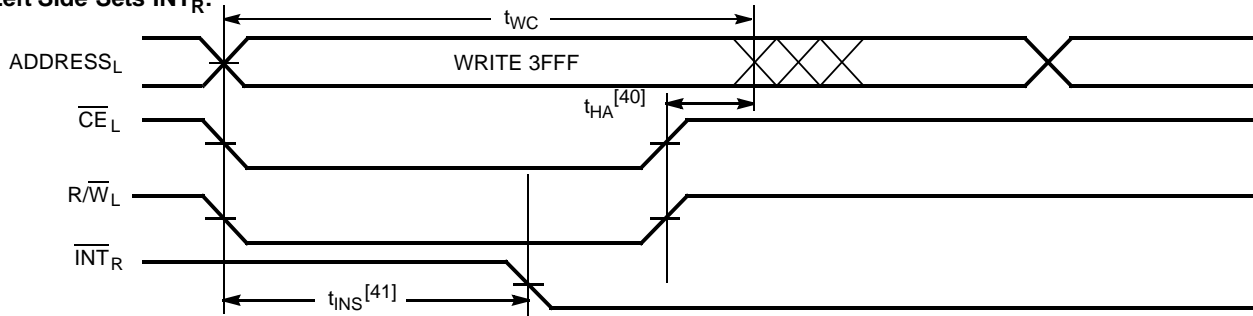 Left Side Sets INTR:
tWC
ADDRESSL
WRITE 3FFF
tHA[40]
CEL
R/WL
INTR
tINS[41]